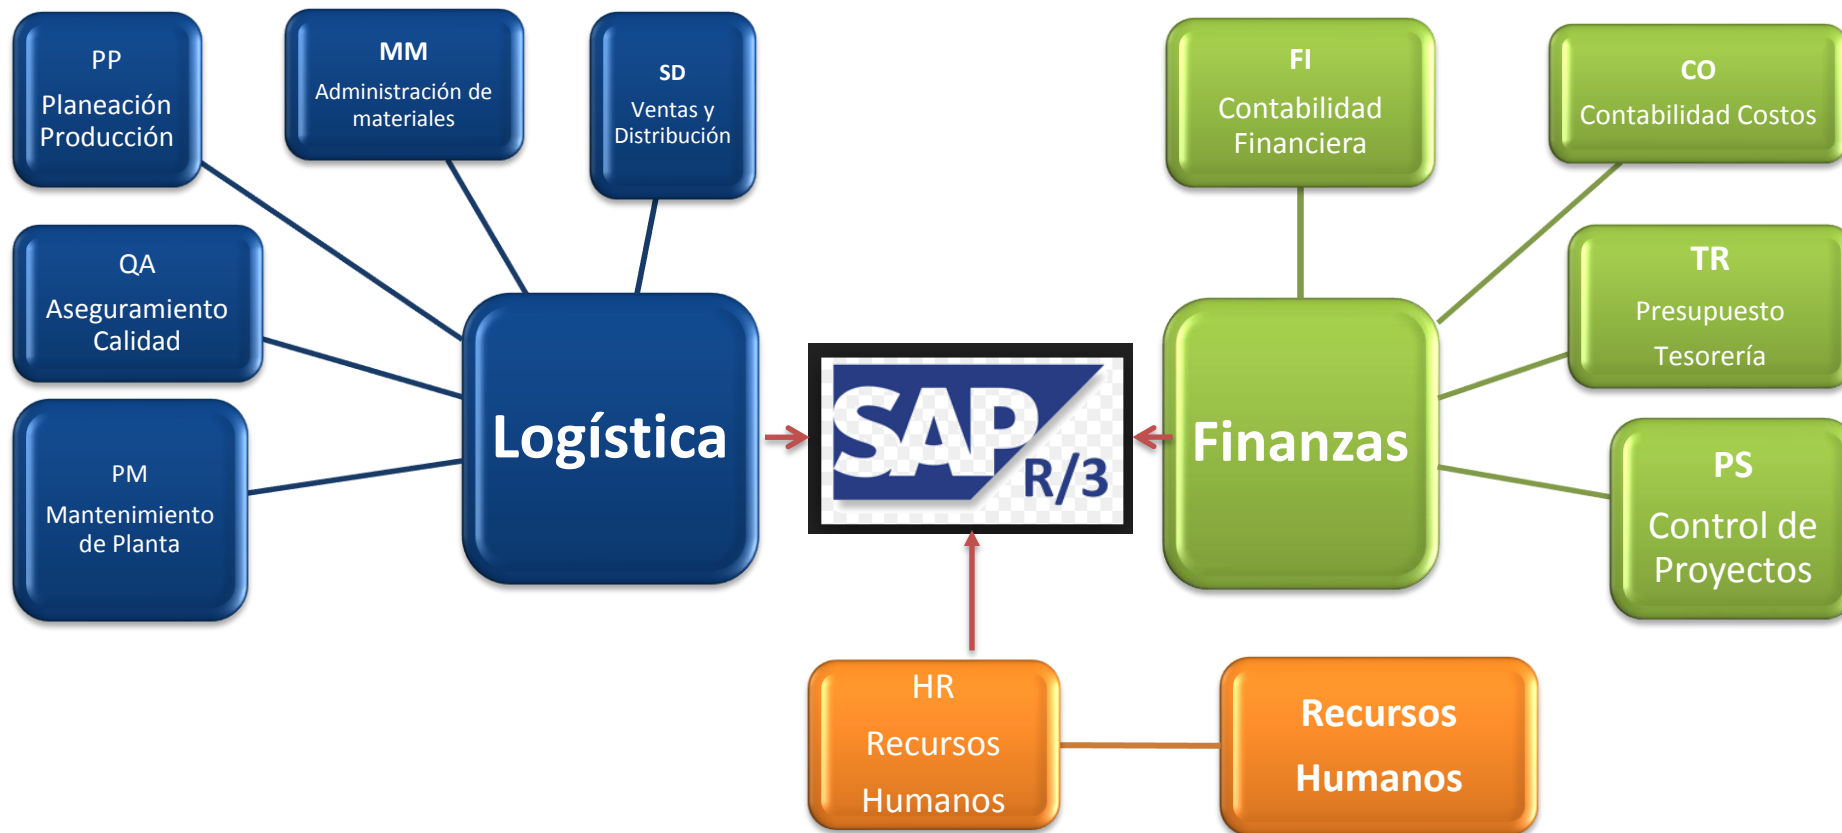 PP
Planeación
Producción
MM
Administración de
materiales
SD
Ventas y
Distribución
FI
Contabilidad
Financiera
CO
Contabilidad Costos
QA
Aseguramiento
Calidad
TR
Presupuesto
Tesorería
Logística
SAP
R/3
Finanzas
PM
Mantenimiento
de Planta
PS
Control de
Proyectos
HR
Recursos
Humanos
Recursos
Humanos